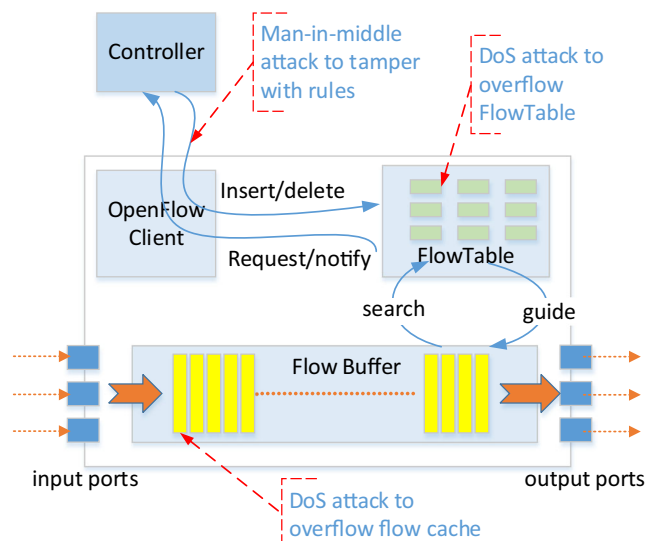 Controller
Man-in-middle
attack to tamper
with rules
DoS attack to
overflow
FlowTable
OpenFlow
Client
Insert/delete
Request/notify
FlowTable
search
guide
Flow Buffer
input ports
output ports
DoS attack to
overflow flow cache